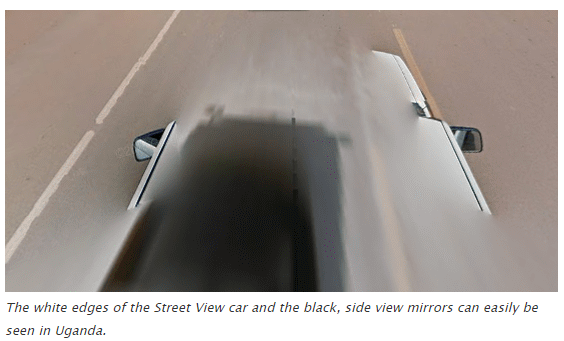 The white edges of the Street View car and the black, side view mirrors can easily be
seen in Uganda.